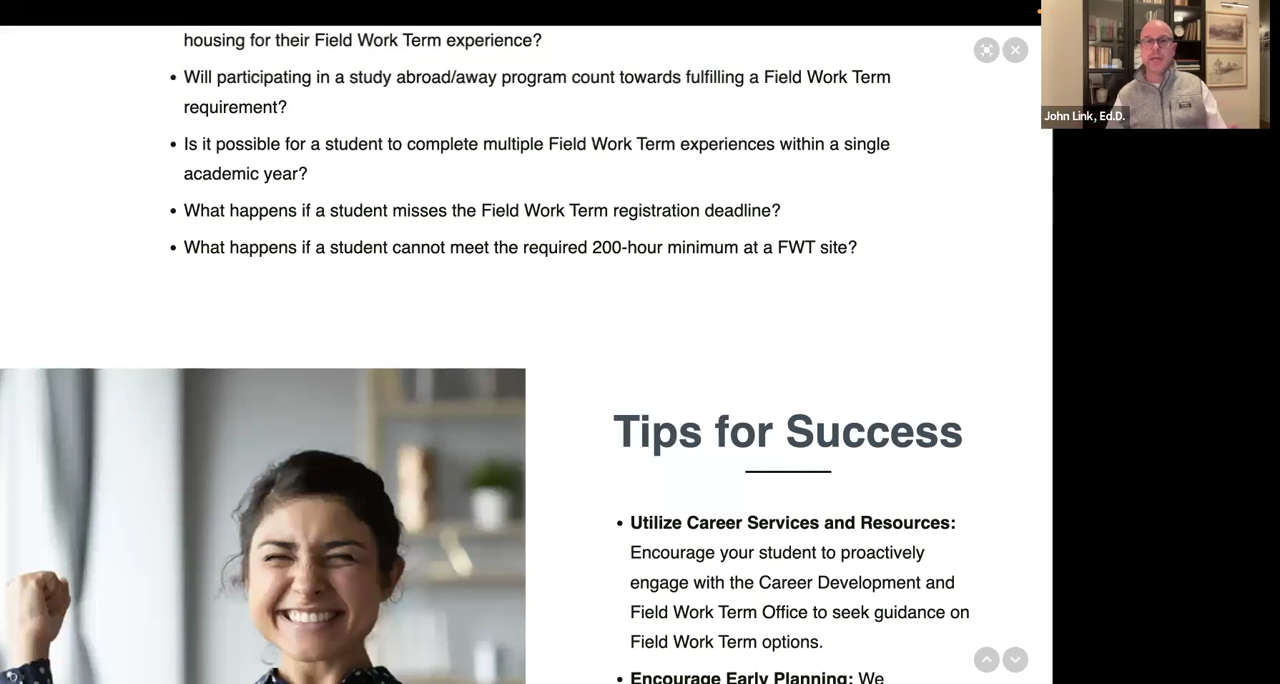 housing for their Field Work Term experience?
• Will participating in a study abroad/away program count towards fulfilling a Field Work Term
requirement?
• Is it possible for a student to complete multiple Field Work Term experiences within a single
academic year?
• What happens if a student misses the Field Work Term registration deadline?
• What happens if a student cannot meet the required 200-hour minimum at a FWT site?
John Link, Ed.D.
Tips for Success
• Utilize Career Services and Resources:
Encourage your student to proactively
engage with the Career Development and
Field Work Term Office to seek guidance on
Field Work Term options.
• Encourage Early Planning: We